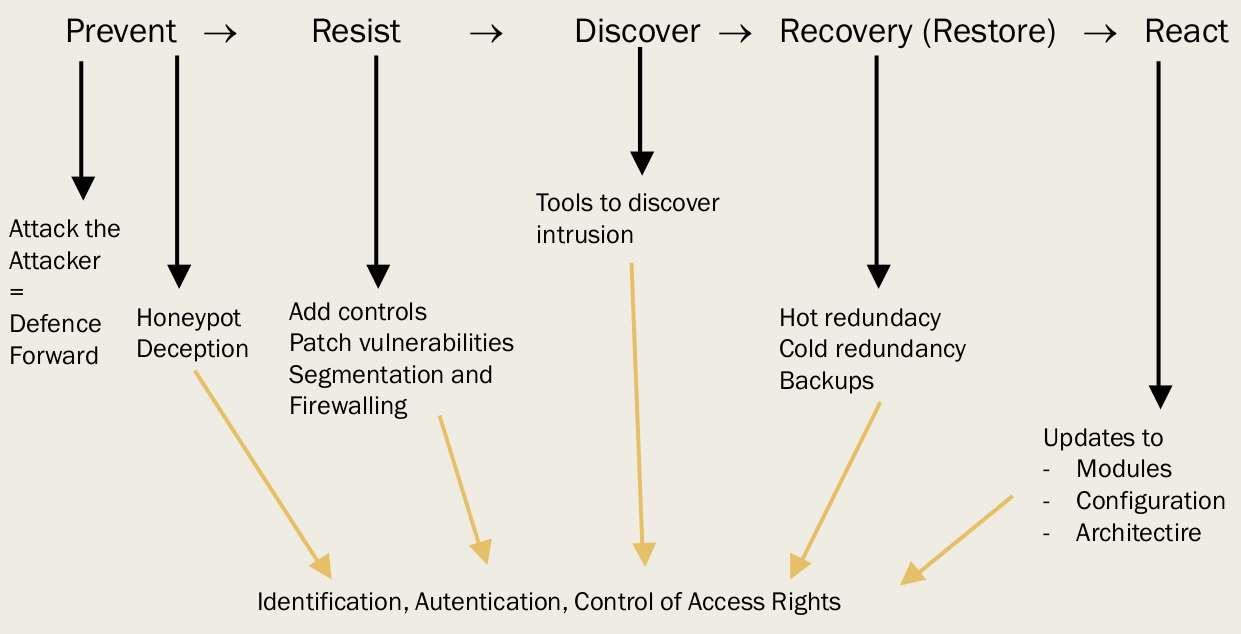 Prevent → Resist → Discover → Recovery (Restore) → React
Attack the
Attacker
=
Defence
Forward
Honeypot
Deception
Add controls
Patch vulnerabilities
Segmentation and
Firewalling
Tools to discover
intrusion
Hot redundacy
Cold redundancy
Backups
Updates to
- Modules
- Configuration
- Architectire
Identification, Autentication, Control of Access Rights